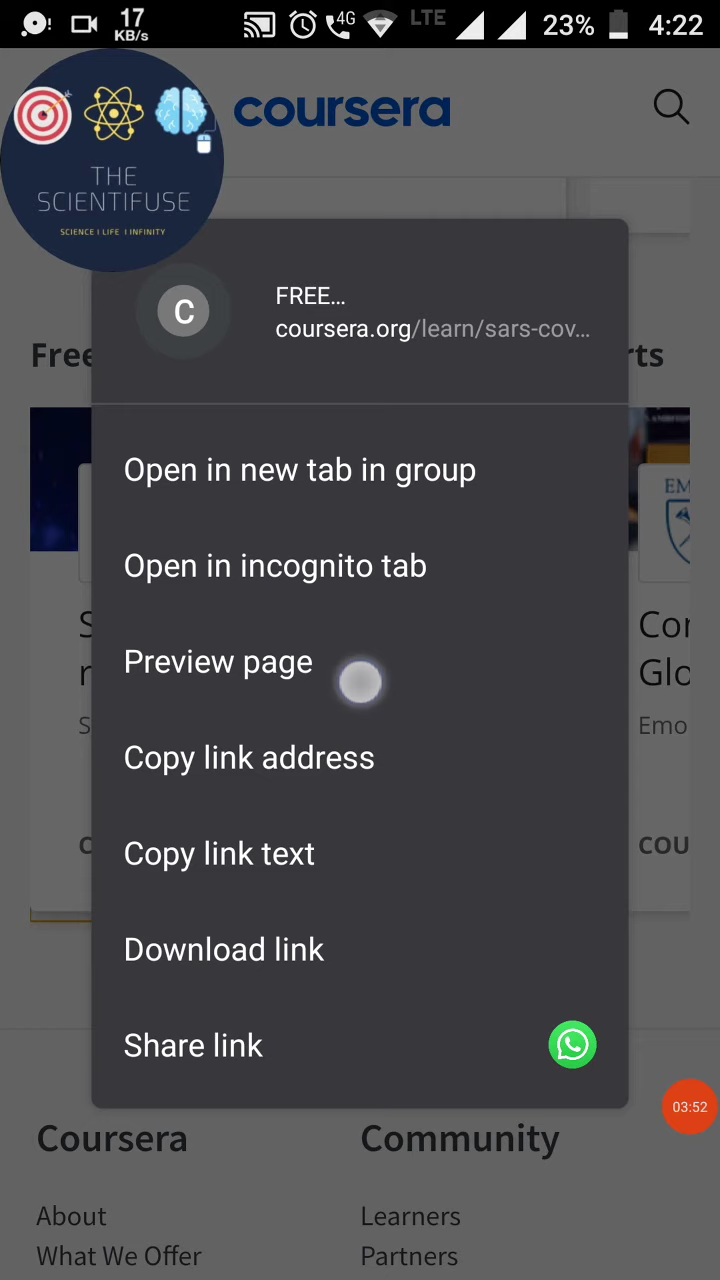 17
KB/s
4G
LTE
23%
4:22
coursera
THE
SCIENTIFUSE
SCIENCE I LIFE I INFINITY
C
FREE…
coursera.org/learn/sars-cov…
Open in new tab in group
Open in incognito tab
Preview page
Copy link address
Copy link text
Download link
Share link
03:52
Coursera
Community
About
Learners
What We Offer
Partners